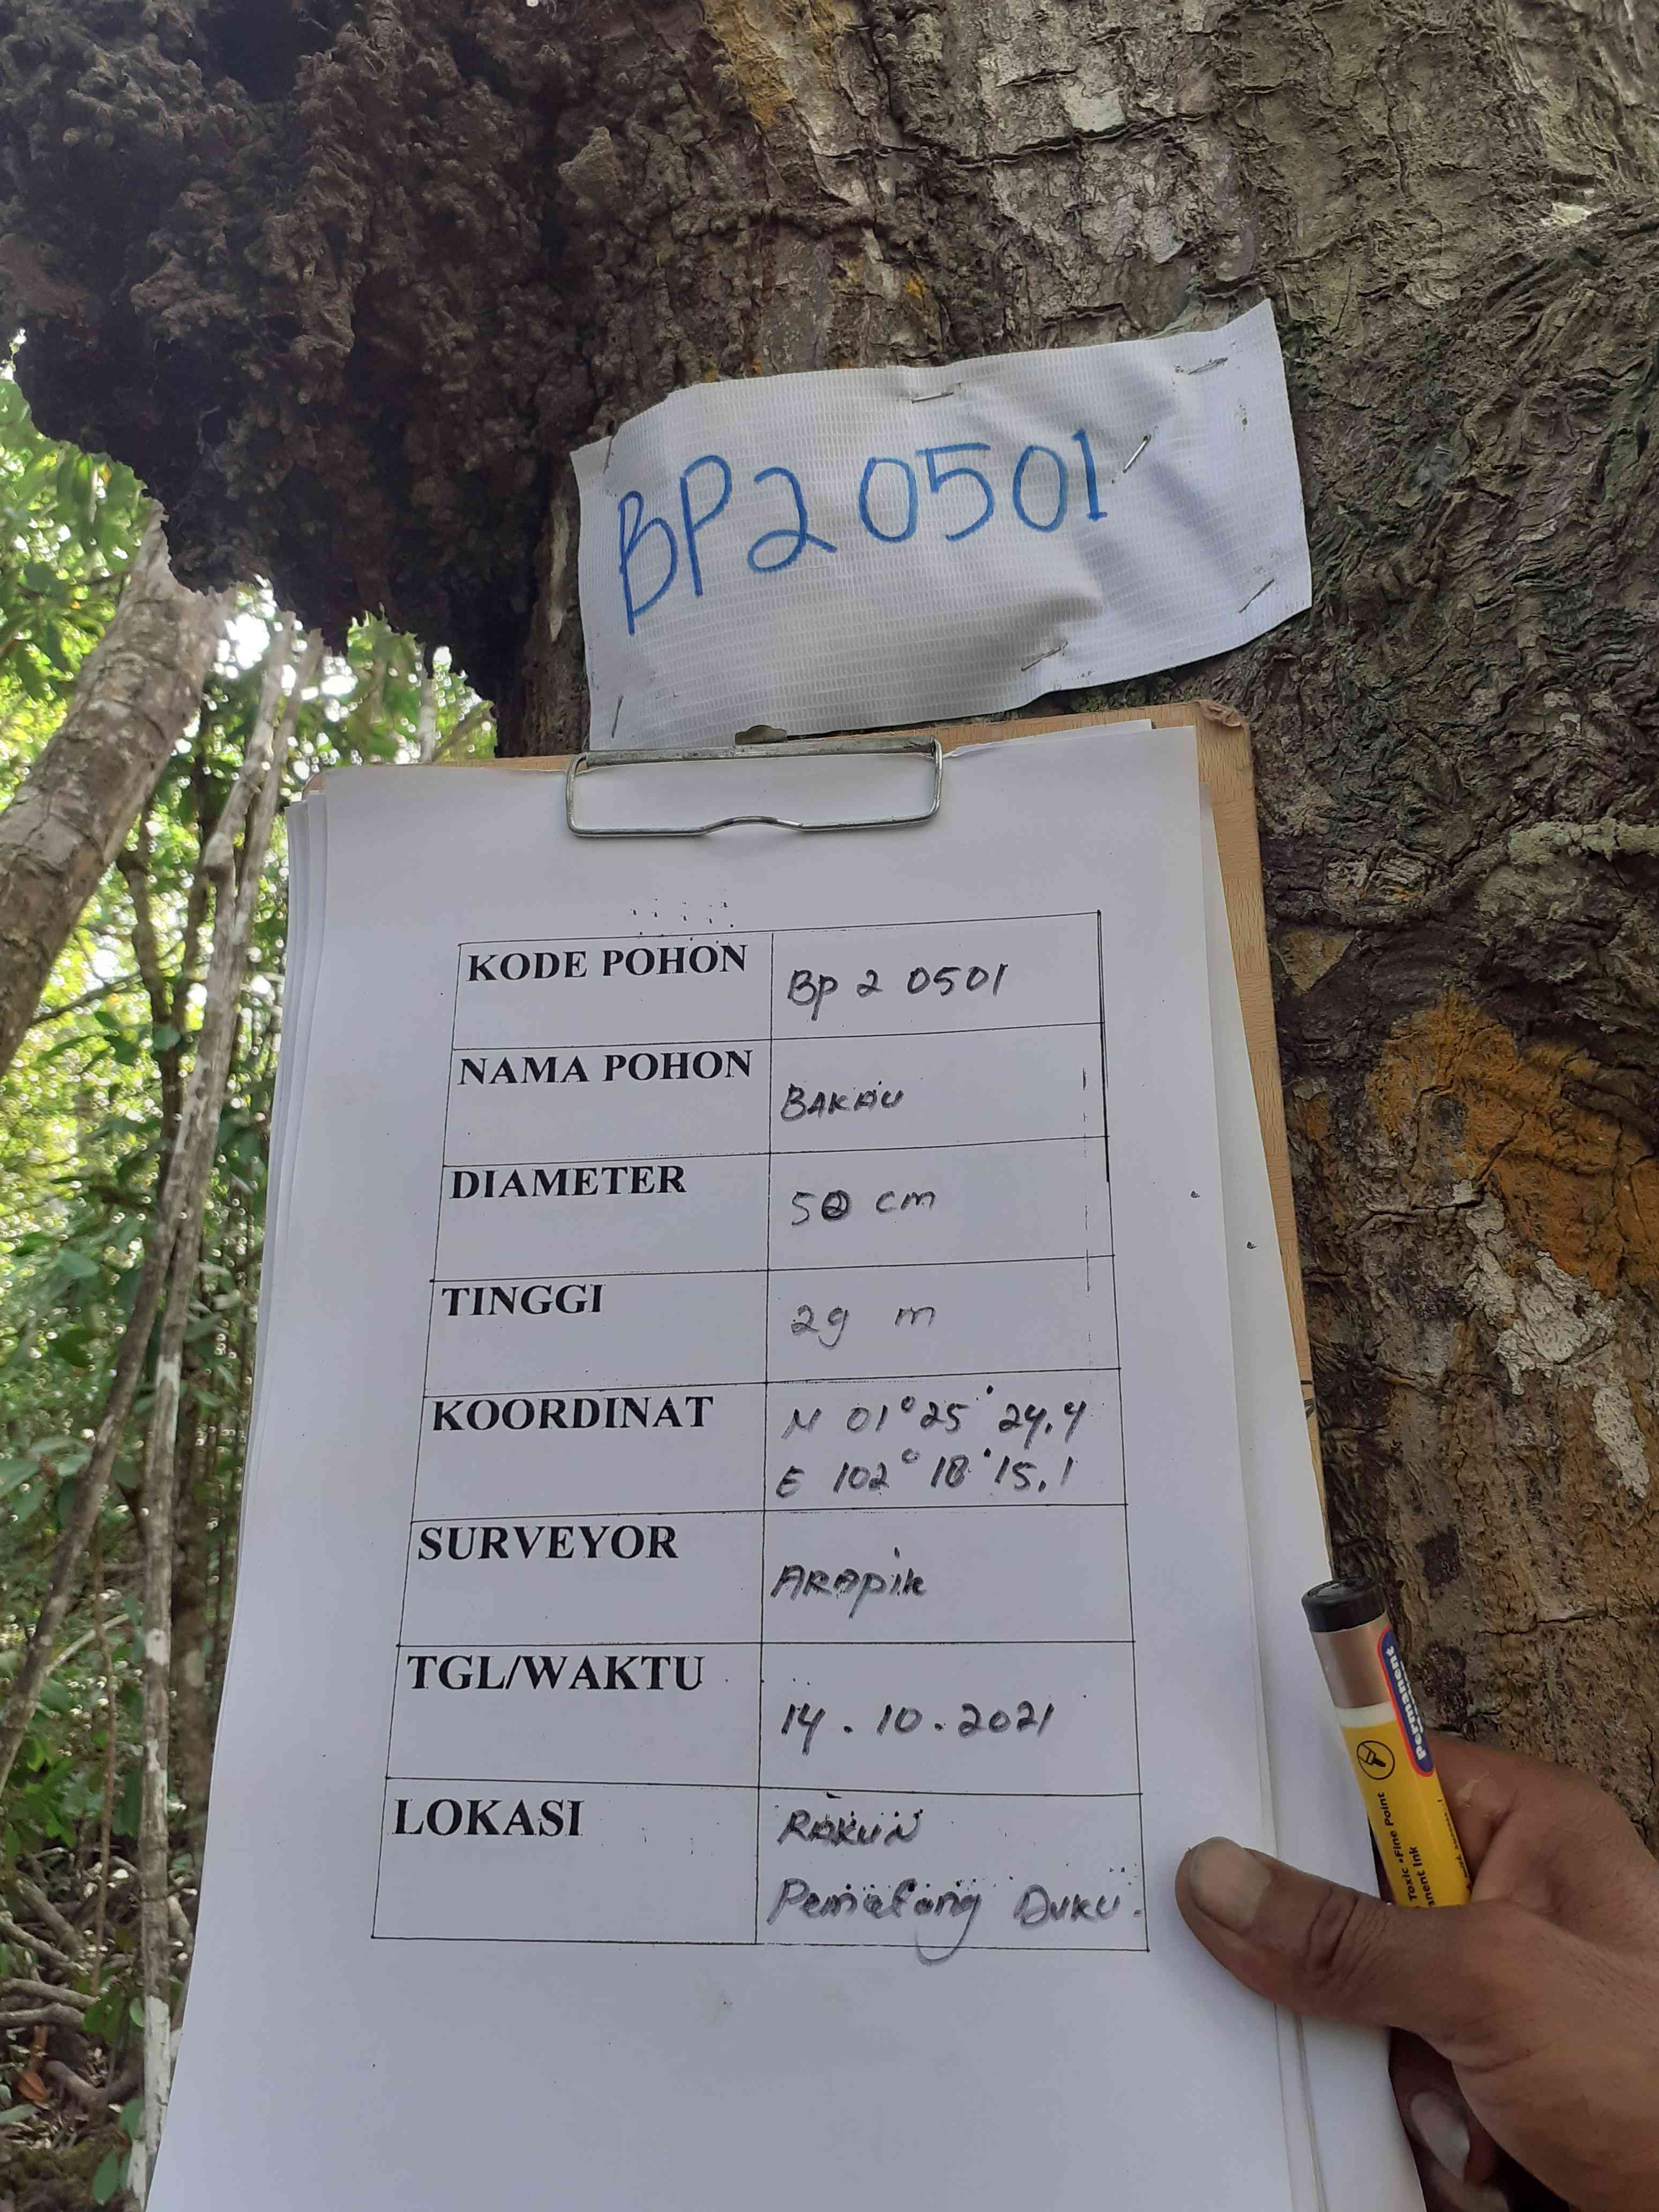 BP2 0501
KODE POHON
Bp 2 0501
NAMA POHON
BAKAU
DIAMETER
50 cm
TINGGI
29 m
KOORDINAT
N 01° 25' 24,4
E 102° 18' 15,1
SURVEYOR
ARApik
TGL/WAKTU
14 . 10 . 2021
LOKASI
Pematang Duku.
Permanent
Toxic • Fine Point
anent Ink